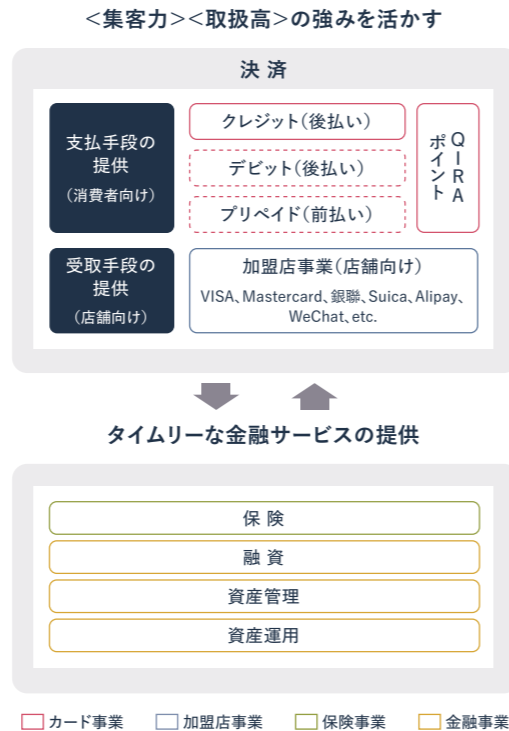 <集客力><取扱高>の強みを活かす
決 済
支払手段の
提供
(消費者向け)
クレジット(後払い)
デビット(後払い)
プリペイド(前払い)
QIRA
ポイント
受取手段の
提供
(店舗向け)
加盟店事業(店舗向け)
VISA、Mastercard、銀聯、Suica、Alipay、
WeChat、etc.
タイムリーな金融サービスの提供
保 険
融 資
資産管理
資産運用
カード事業
加盟店事業
保険事業
金融事業